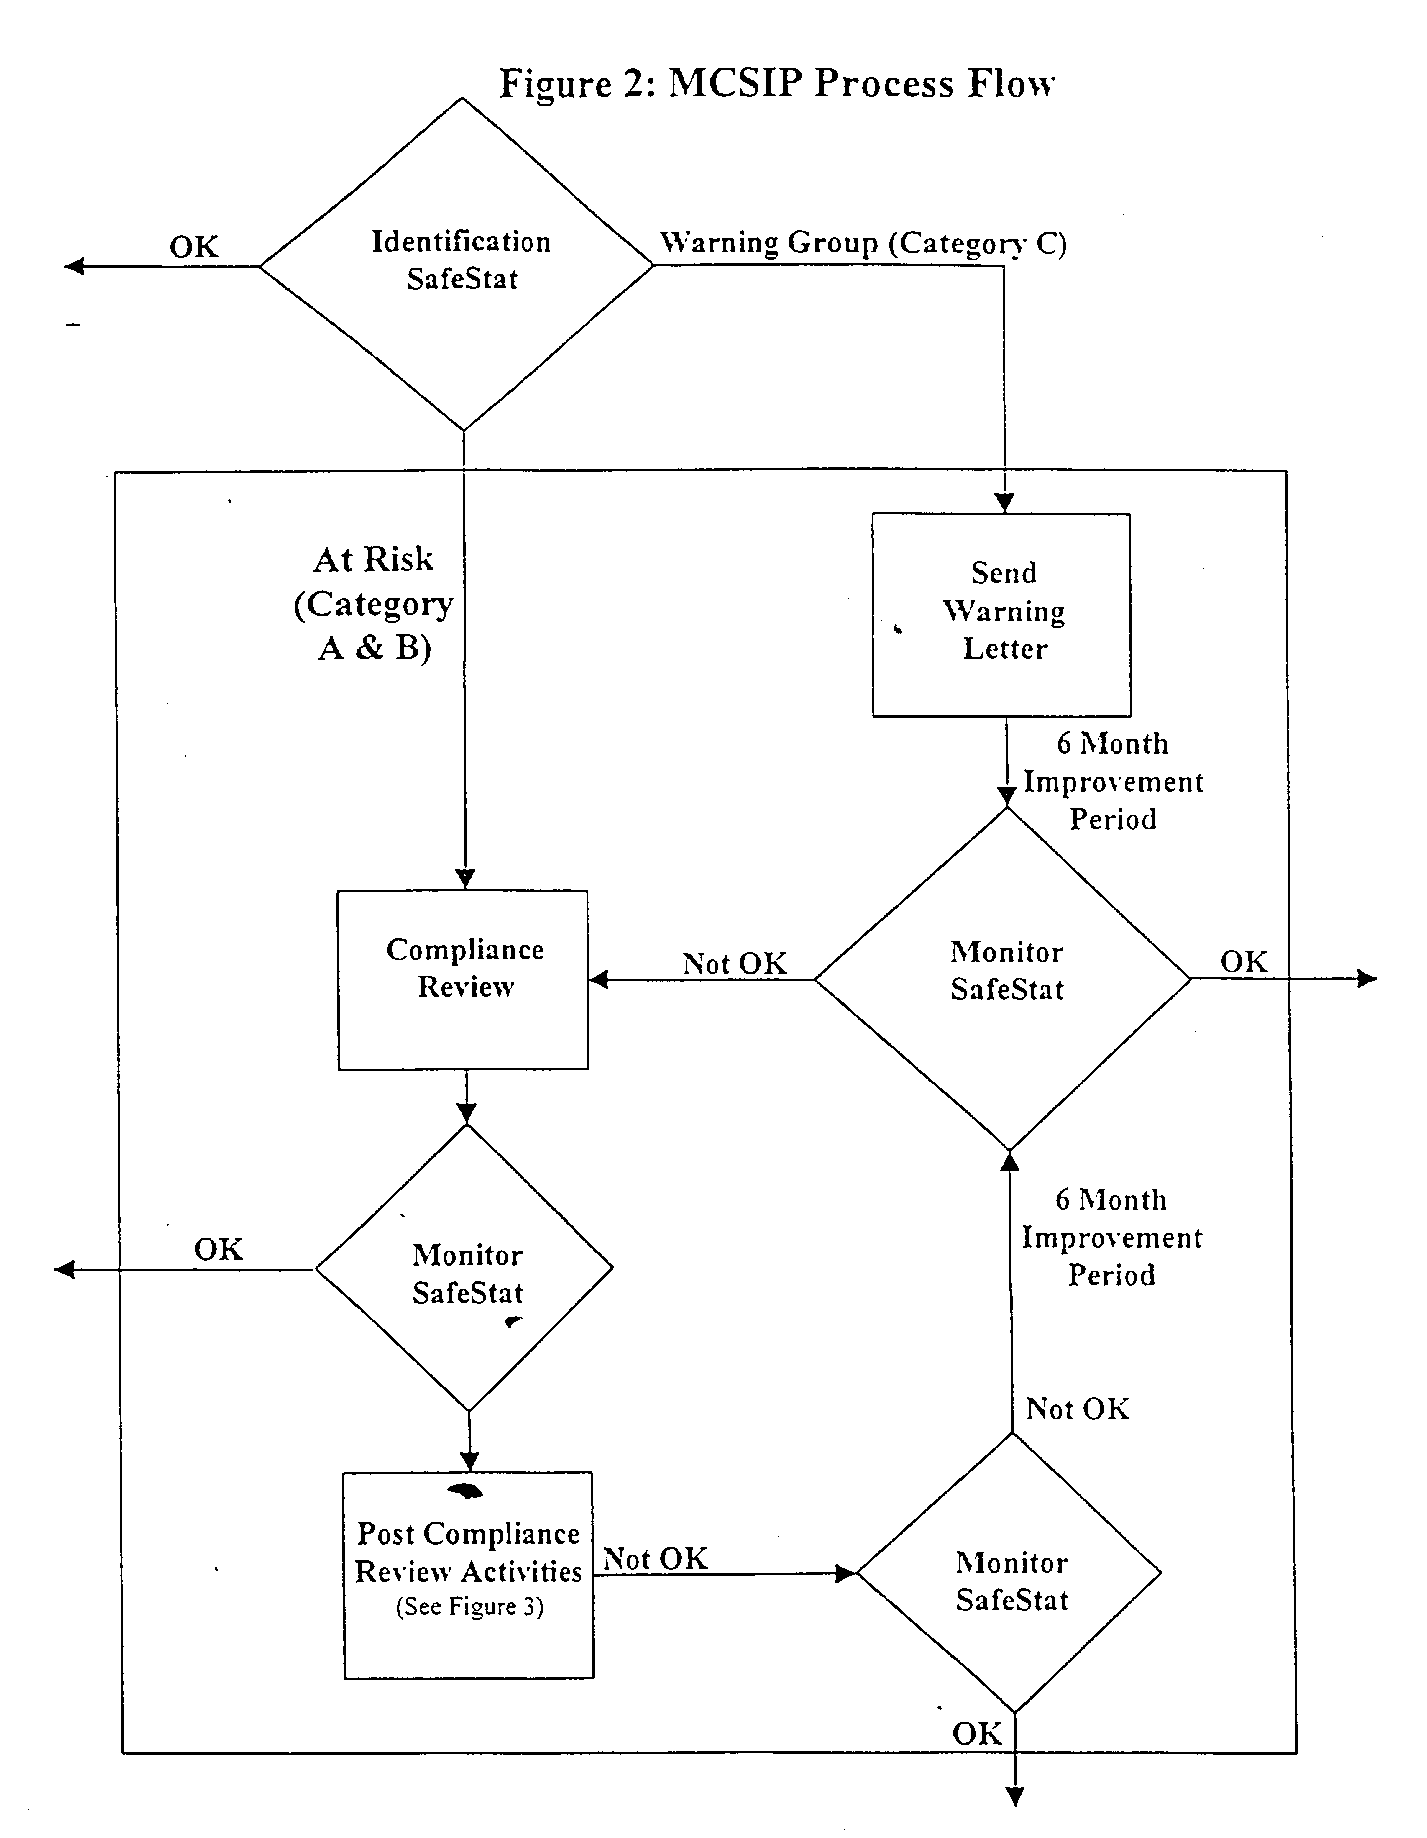 Figure 2: MCSIP Process Flow
OK
Identification
SafeStat
Warning Group (Category C)
At Risk
(Category
A & B)
Send
Warning
Letter
6 Month
Improvement
Period
Compliance
Review
Not OK
Monitor
SafeStat
OK
OK
Monitor
SafeStat
6 Month
Improvement
Period
Not OK
Post Compliance
Review Activities
(See Figure 3)
Not OK
Monitor
SafeStat
OK